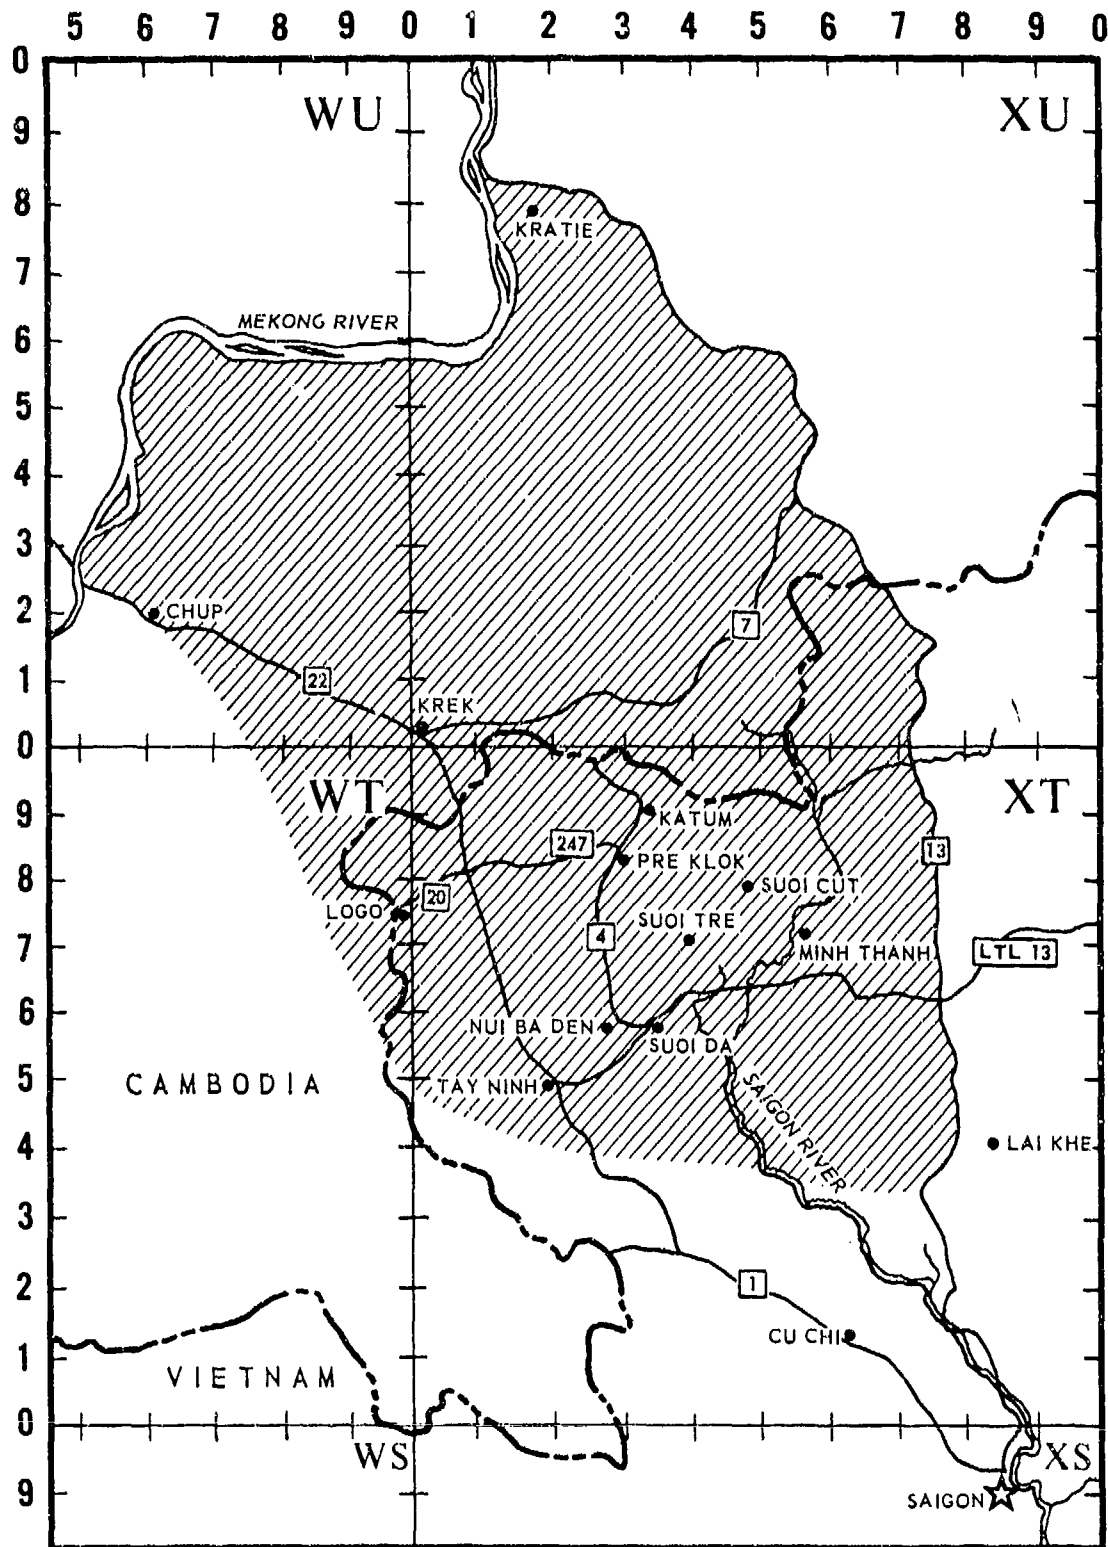 5 6 7 8 9 0 1 2 3 4 5 6 7 8 9 0
0
WU
XU
9
8
KRATIE
7
MEKONG RIVER
6
5
4
3
2
CHUP
7
1
22
KREK
0
WT
XT
9
KATUM
247
13
PRE KLOK
8
20
SUOI CUT
LOGO
SUOI TRE
7
4
MINH THANH
LTL 13
6
NUI BA DEN
SUOI DA
5
CAMBODIA
TAY NINH
SAIGON RIVER
4
LAI KHE
3
2
1
CU CHI
1
VIETNAM
0
WS
XS
9
SAIGON